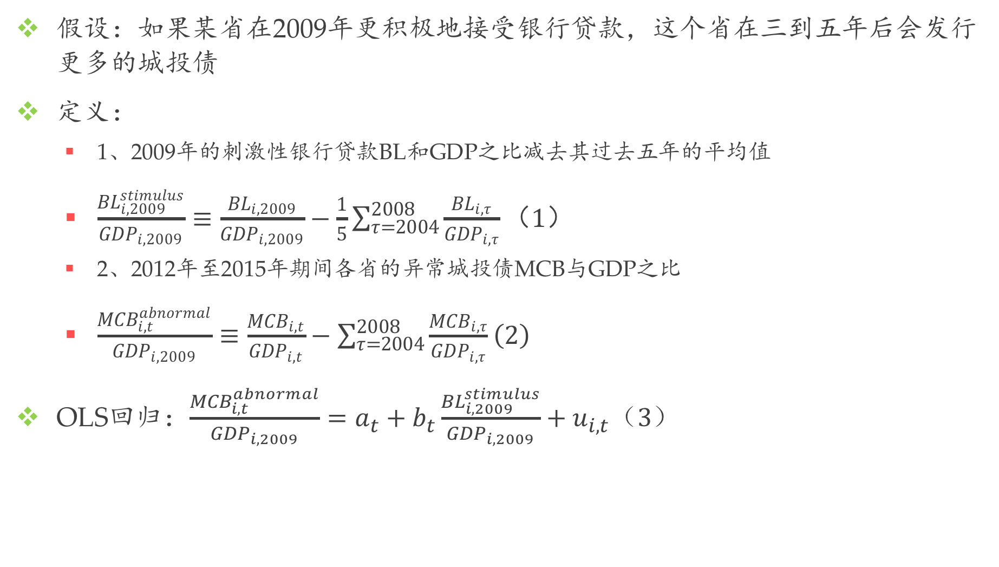 假设：如果某省在2009年更积极地接受银行贷款，这个省在三到五年后会发行
更多的城投债
定义：
1、2009年的刺激性银行贷款BL和GDP之比减去其过去五年的平均值
$\frac{BL_{i,2009}^{stimulus}}{GDP_{i,2009}} \equiv \frac{BL_{i,2009}}{GDP_{i,2009}} - \frac{1}{5}\sum_{\tau=2004}^{2008}\frac{BL_{i,\tau}}{GDP_{i,\tau}}$（1）
2、2012年至2015年期间各省的异常城投债MCB与GDP之比
$\frac{MCB_{i,t}^{abnormal}}{GDP_{i,2009}} \equiv \frac{MCB_{i,t}}{GDP_{i,t}} - \sum_{\tau=2004}^{2008}\frac{MCB_{i,\tau}}{GDP_{i,\tau}}$(2)
OLS回归：$\frac{MCB_{i,t}^{abnormal}}{GDP_{i,2009}} = a_t + b_t\frac{BL_{i,2009}^{stimulus}}{GDP_{i,2009}} + u_{i,t}$（3）